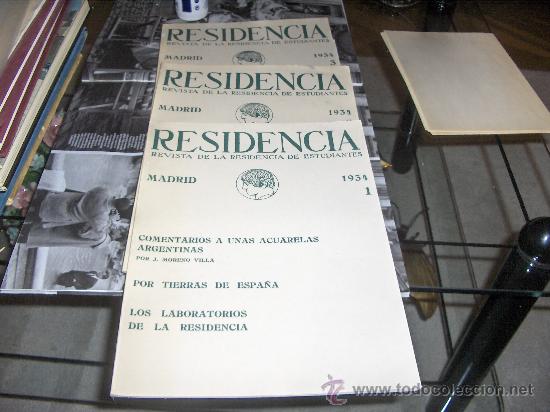 RESIDENCIA
REVISTA DE LA RESIDENCIA DE ESTUDIANTES
MADRID 1934
3
RESIDENCIA
REVISTA DE LA RESIDENCIA DE ESTUDIANTES
MADRID 1934
RESIDENCIA
REVISTA DE LA RESIDENCIA DE ESTUDIANTES
MADRID 1934
1
COMENTARIOS A UNAS ACUARELAS
ARGENTINAS
POR J. MORENO VILLA
POR TIERRAS DE ESPAÑA
LOS LABORATORIOS
DE LA RESIDENCIA
todocoleccion
www.todocoleccion.net